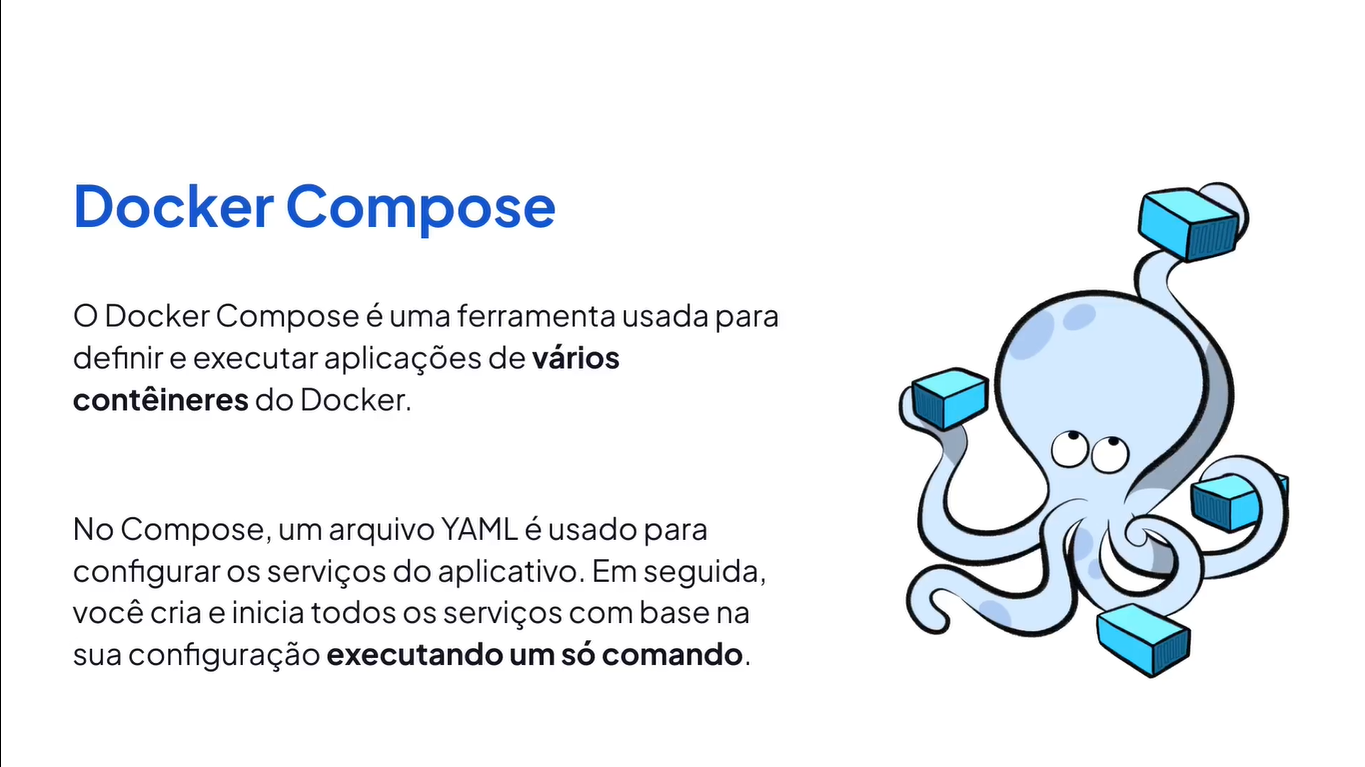 Docker Compose
O Docker Compose é uma ferramenta usada para
definir e executar aplicações de vários
contêineres do Docker.
No Compose, um arquivo YAML é usado para
configurar os serviços do aplicativo. Em seguida,
você cria e inicia todos os serviços com base na
sua configuração executando um só comando.